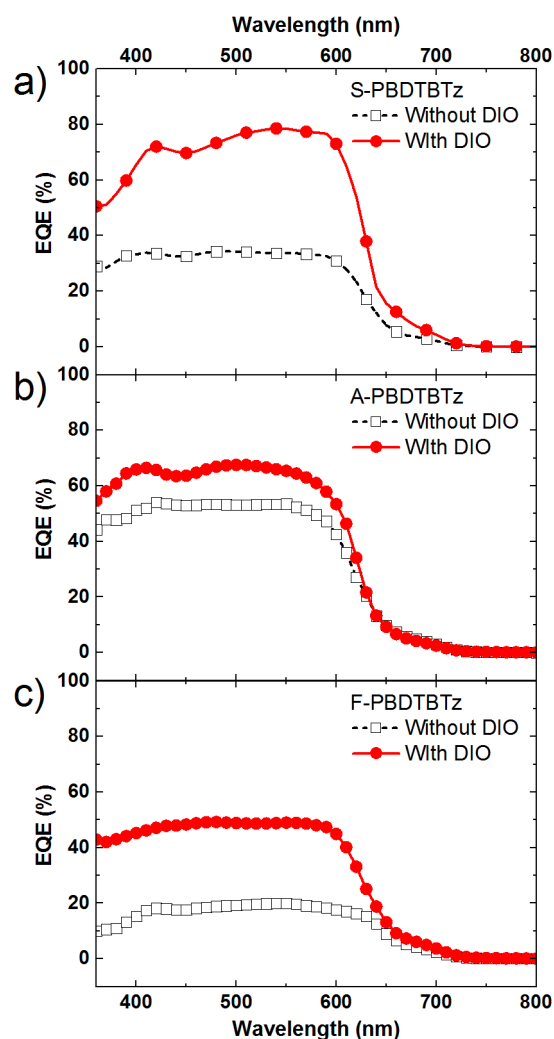 Wavelength (nm)
400 500 600 700 800
a)
100
80
60
40
20
0
EQE (%)
S-PBDTBTz
Without DIO
WIth DIO
b)
100
80
60
40
20
0
EQE (%)
A-PBDTBTz
Without DIO
WIth DIO
c)
100
80
60
40
20
0
EQE (%)
F-PBDTBTz
Without DIO
WIth DIO
400 500 600 700 800
Wavelength (nm)